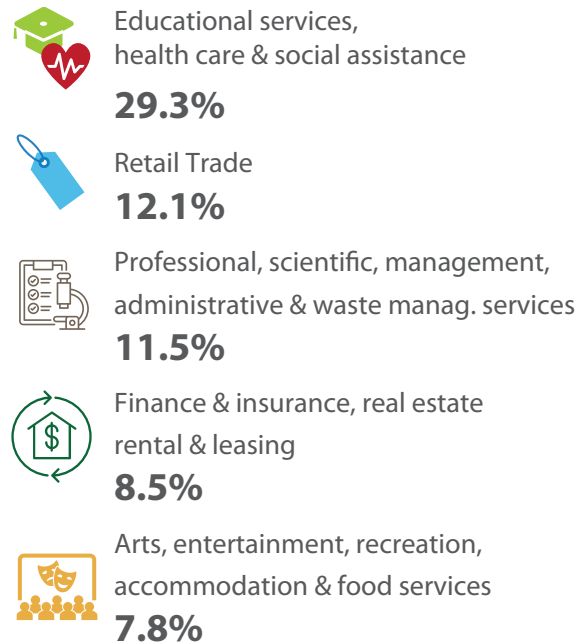 Educational services,
health care & social assistance
29.3%
Retail Trade
12.1%
Professional, scientific, management,
administrative & waste manag. services
11.5%
Finance & insurance, real estate
rental & leasing
$
8.5%
Arts, entertainment, recreation,
accommodation & food services
7.8%